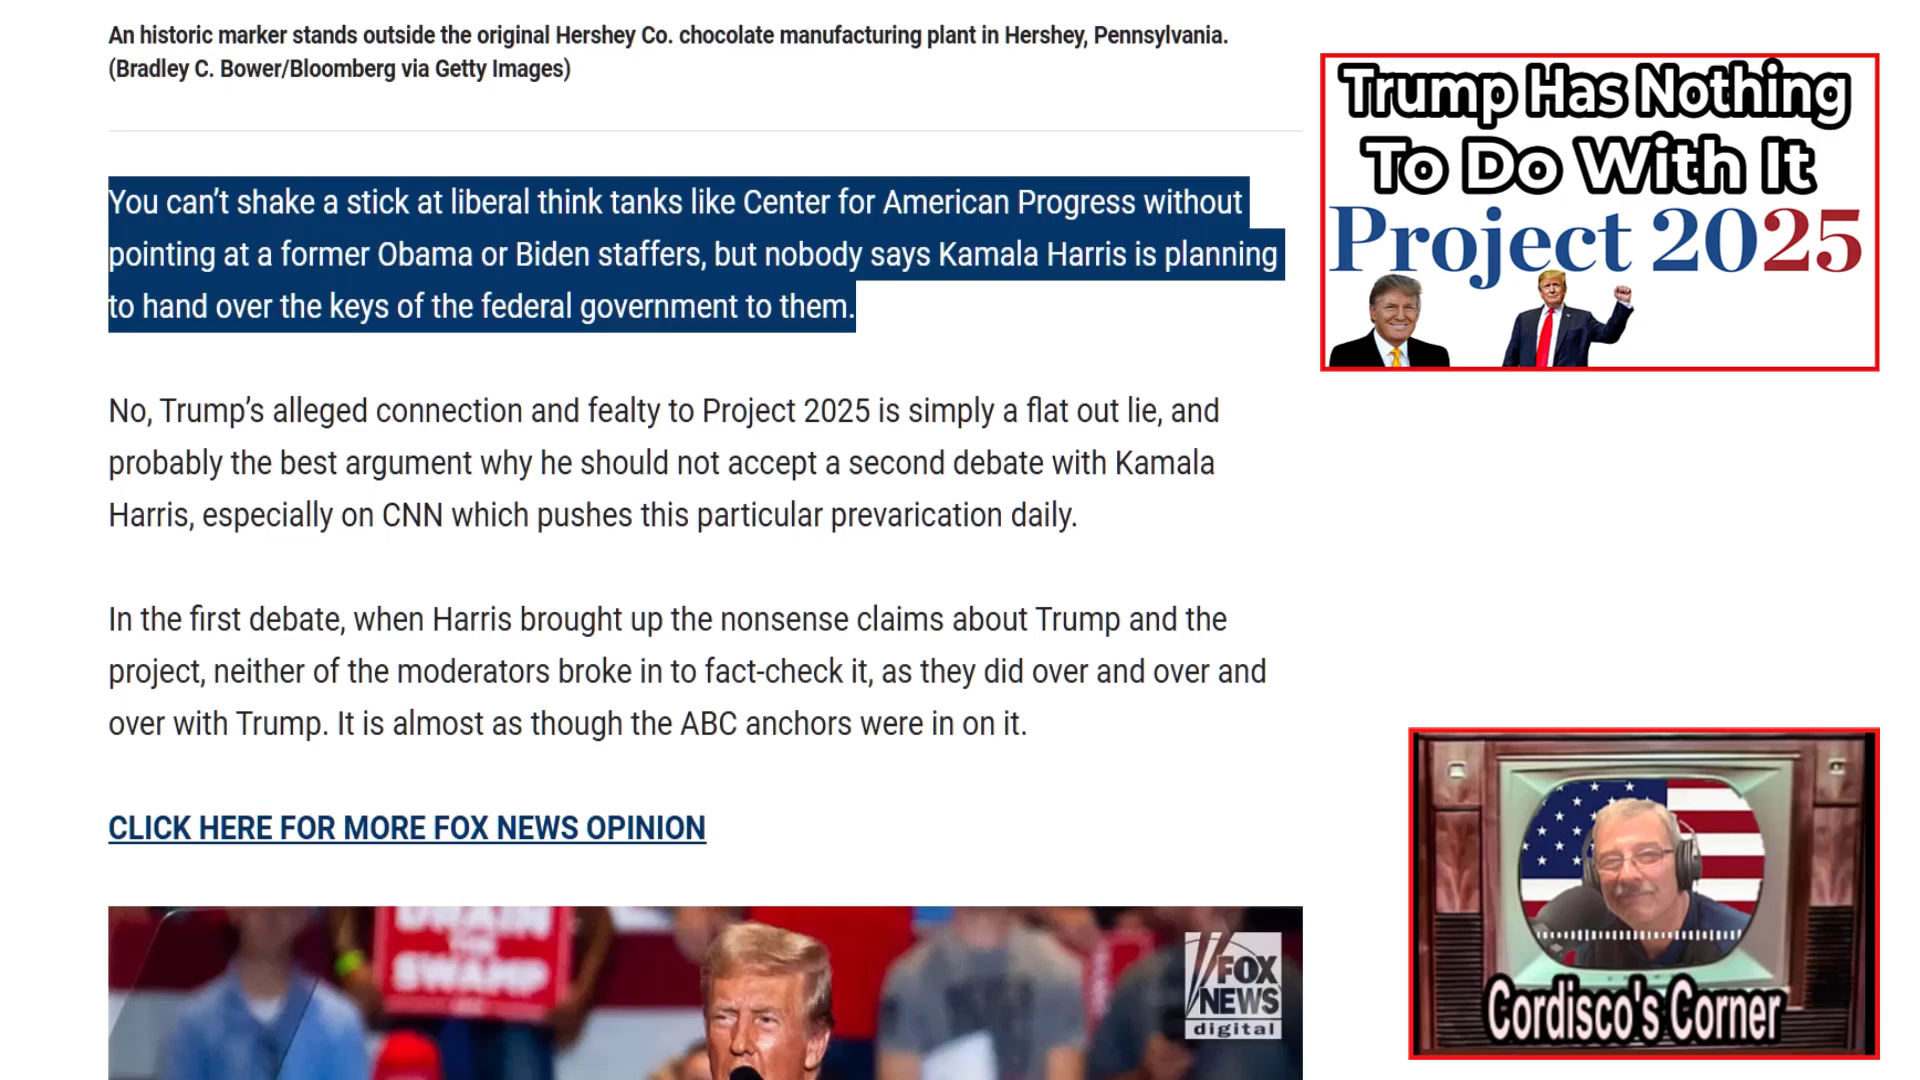 An historic marker stands outside the original Hershey Co. chocolate manufacturing plant in Hershey, Pennsylvania.
(Bradley C. Bower/Bloomberg via Getty Images)
You can’t shake a stick at liberal think tanks like Center for American Progress without
pointing at a former Obama or Biden staffers, but nobody says Kamala Harris is planning
to hand over the keys of the federal government to them.
No, Trump’s alleged connection and fealty to Project 2025 is simply a flat out lie, and
probably the best argument why he should not accept a second debate with Kamala
Harris, especially on CNN which pushes this particular prevarication daily.
In the first debate, when Harris brought up the nonsense claims about Trump and the
project, neither of the moderators broke in to fact-check it, as they did over and over and
over with Trump. It is almost as though the ABC anchors were in on it.
CLICK HERE FOR MORE FOX NEWS OPINION
DRAIN
THE
SWAMP
FOX
NEWS
digital
Trump Has Nothing
To Do With It
Project 2025
Cordisco's Corner